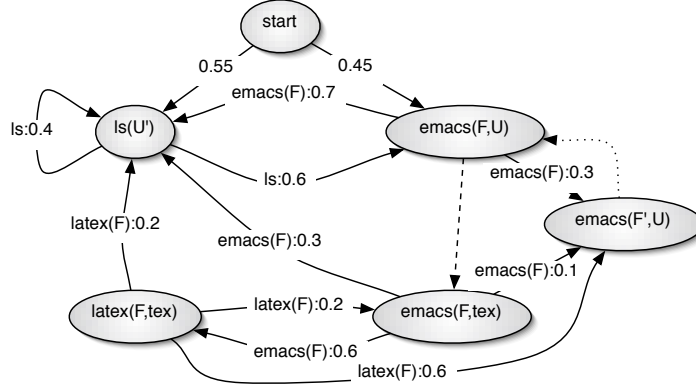 start
0.55
0.45
emacs(F):0.7
ls:0.4
ls(U')
emacs(F,U)
ls:0.6
emacs(F):0.3
latex(F):0.2
emacs(F',U)
emacs(F):0.3
emacs(F):0.1
latex(F,tex)
latex(F):0.2
emacs(F,tex)
emacs(F):0.6
latex(F):0.6